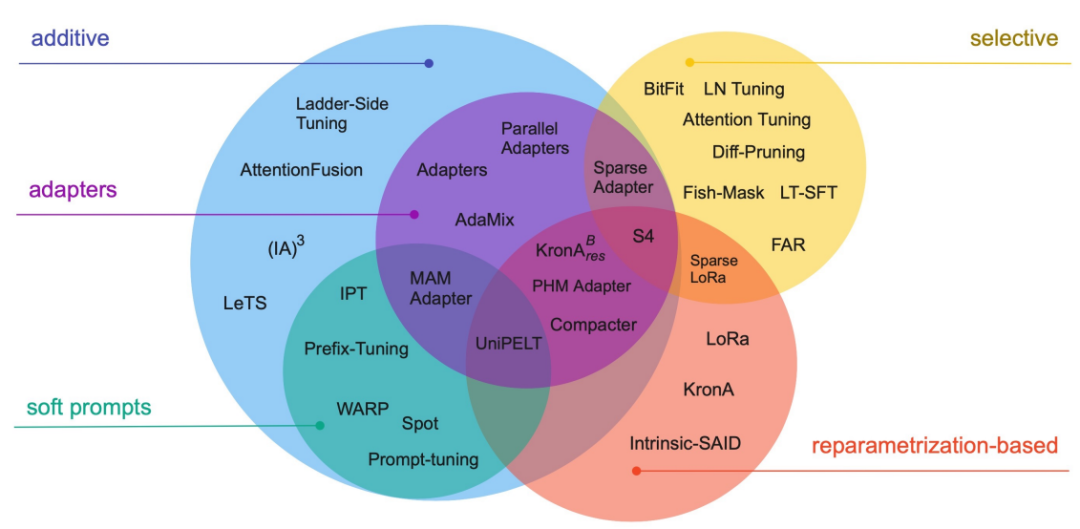 additive
selective
BitFit LN Tuning
Ladder-Side
Tuning
Attention Tuning
Parallel
Adapters
Diff-Pruning
AttentionFusion
Adapters
Sparse
Adapter
adapters
Fish-Mask LT-SFT
AdaMix
(IA)³
KronA^B_res
S4
FAR
Sparse
LoRa
MAM
Adapter
PHM Adapter
IPT
LeTS
Compacter
UniPELT
LoRa
Prefix-Tuning
KronA
soft prompts
WARP
Spot
Intrinsic-SAID
reparametrization-based
Prompt-tuning